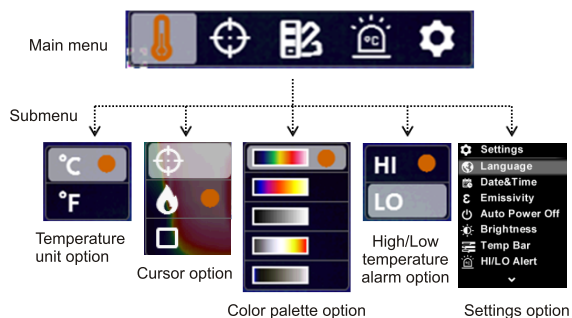 Main menu
°C
Submenu
°C
°F
Temperature
unit option
Cursor option
Color palette option
HI
LO
High/Low
temperature
alarm option
Settings
Language
Date&Time
ε Emissivity
Auto Power Off
Brightness
Temp Bar
HI/LO Alert
Settings option